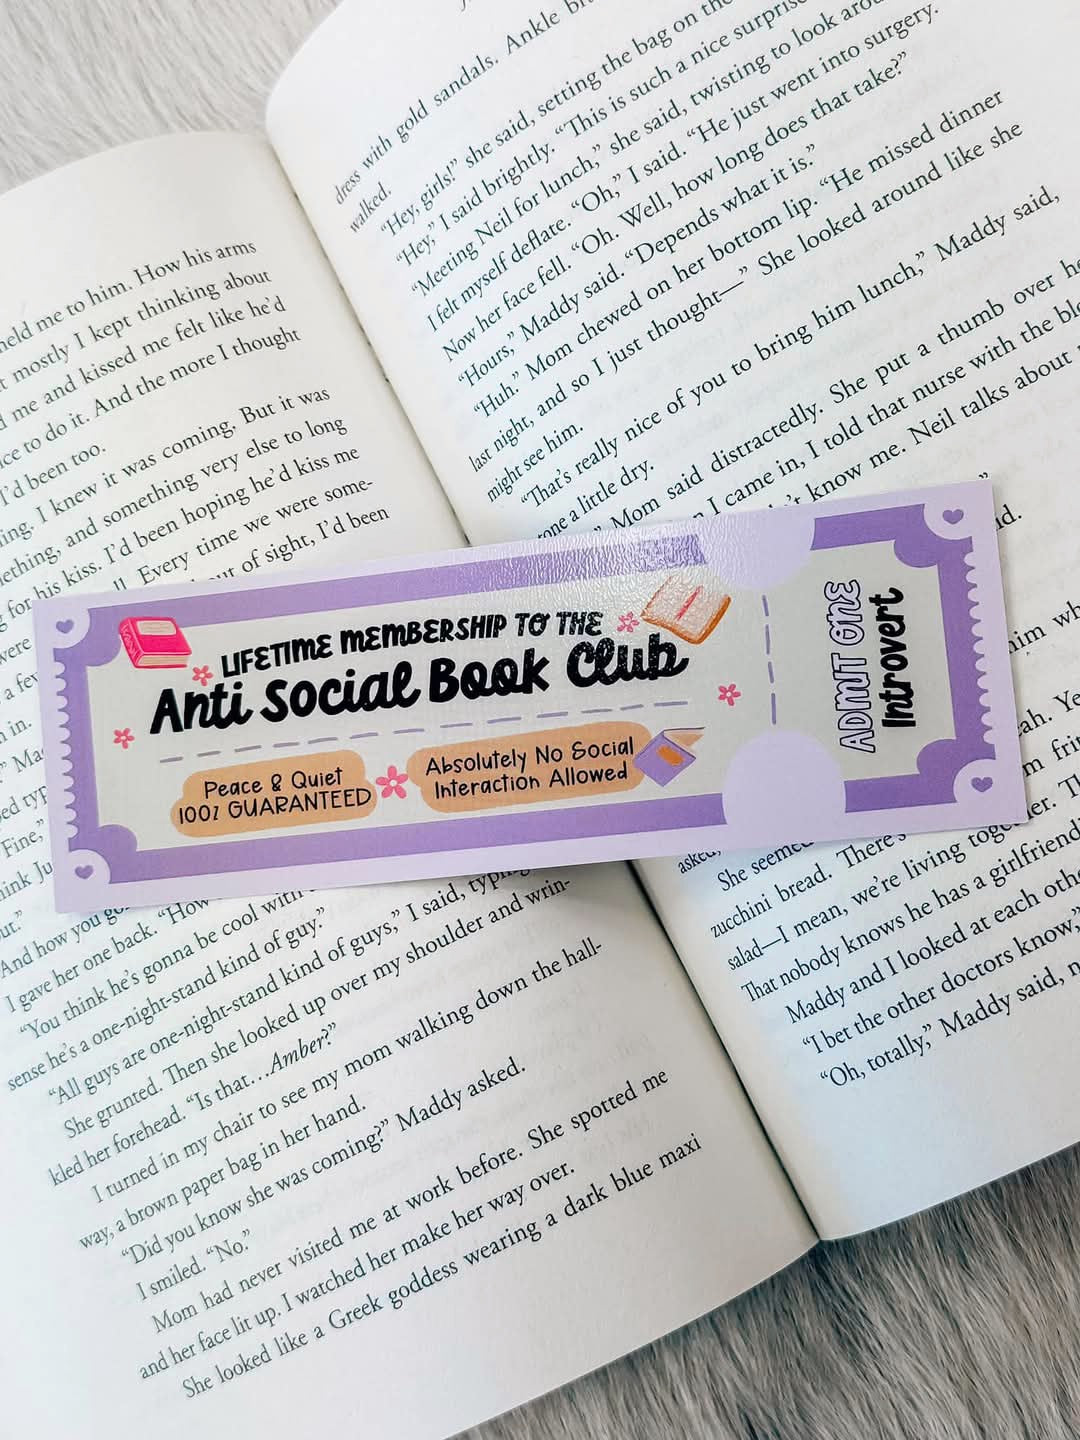 held me to him. How his arms
mostly I kept thinking about
me and kissed me felt like he'd
to do it. And the more I thought
I'd been too.
I knew it was coming. But it was
and something very else to long
for his kiss. I'd been hoping he'd kiss me
Every time we were some-
out of sight, I'd been
dress with gold sandals. Ankle
walked.
"Hey, girls!" she said, setting the bag on the
"Hey," I said brightly. "This is such a nice surprise
"Meeting Neil for lunch," she said, twisting to look
I felt myself deflate. "Oh," I said. "He just went into surgery.
Now her face fell. "Oh. Well, how long does that take?"
"Hours," Maddy said. "Depends what it is."
"Huh." Mom chewed on her bottom lip. "He missed dinner
last night, and so I just thought—" She looked around like she
might see him.
"That's really nice of you to bring him lunch," Maddy said,
one a little dry.
Mom said distractedly. She put a thumb over
I came in, I told that nurse with the
know me. Neil talks about
LIFETIME MEMBERSHIP TO THE
Anti Social Book Club
Peace & Quiet
100% GUARANTEED
Absolutely No Social
Interaction Allowed
ADMIT ONE
Introvert
And how you
I gave her one back. "How
"You think he's gonna be cool with
sense he's a one-night-stand kind of guy."
"All guys are one-night-stand kind of guys," I said, typing
She grunted. Then she looked up over my shoulder and wrin-
kled her forehead. "Is that…Amber?"
I turned in my chair to see my mom walking down the hall-
way, a brown paper bag in her hand.
"Did you know she was coming?" Maddy asked.
I smiled. "No."
Mom had never visited me at work before. She spotted me
and her face lit up. I watched her make her way over.
She looked like a Greek goddess wearing a dark blue maxi
asked,
She seemed
zucchini bread. There's
salad—I mean, we're living together. The
That nobody knows he has a girlfriend
Maddy and I looked at each other
"I bet the other doctors know,"
"Oh, totally," Maddy said,